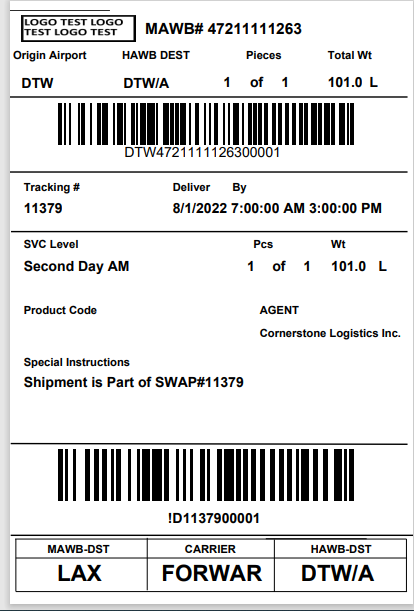 LOGO TEST LOGO
TEST LOGO TEST
MAWB# 47211111263
Origin Airport HAWB DEST Pieces Total Wt
DTW DTW/A 1 of 1 101.0 L
DTW4721111126300001
Tracking # Deliver By
11379 8/1/2022 7:00:00 AM 3:00:00 PM
SVC Level Pcs Wt
Second Day AM 1 of 1 101.0 L
Product Code AGENT
Cornerstone Logistics Inc.
Special Instructions
Shipment is Part of SWAP#11379
!D1137900001
MAWB-DST CARRIER HAWB-DST
LAX FORWAR DTW/A